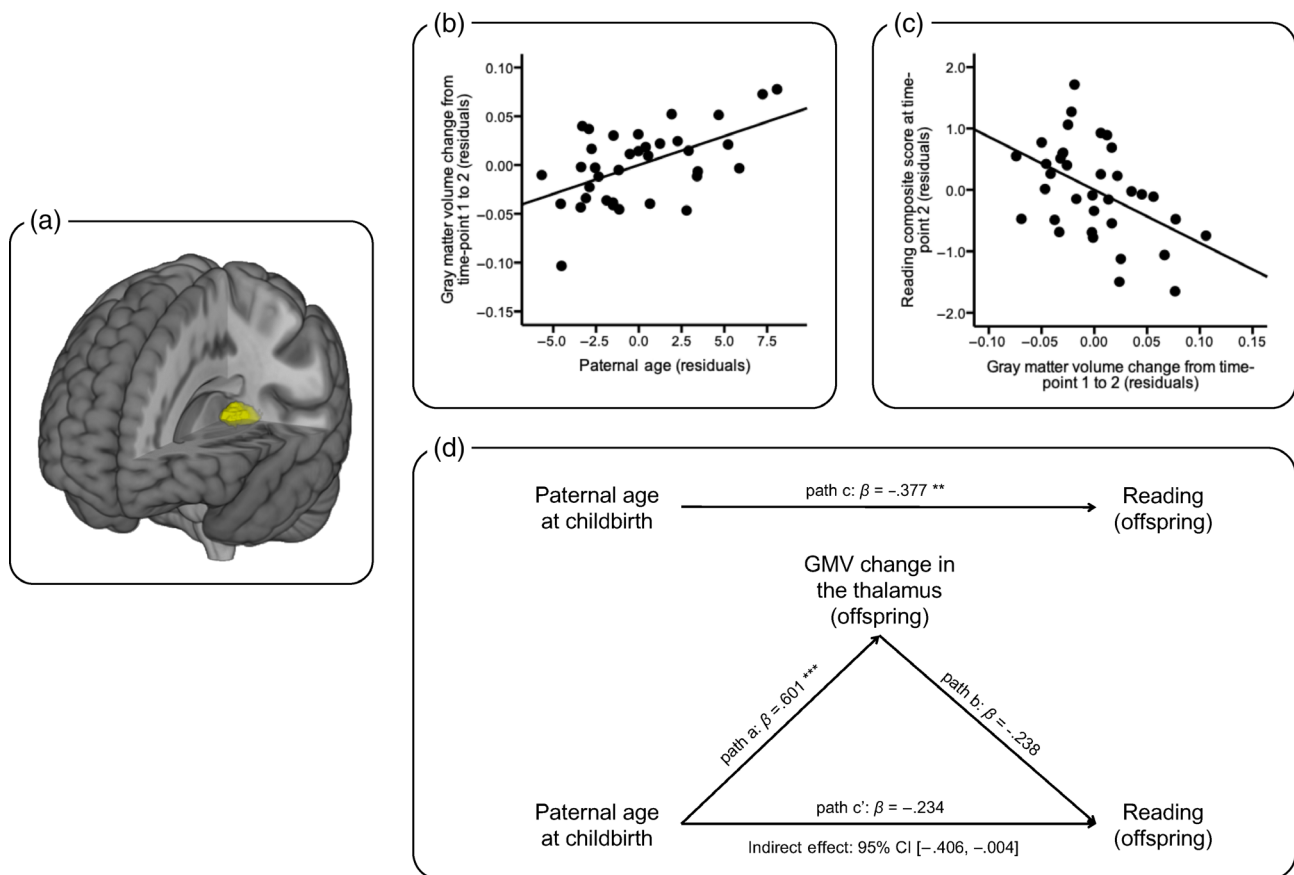 (a)
(b)
Gray matter volume change from
time-point 1 to 2 (residuals)
0.10
0.05
0.00
−0.05
−0.10
−0.15
−5.0 −2.5 0.0 2.5 5.0 7.5
Paternal age (residuals)
(c)
Reading composite score at time-
point 2 (residuals)
2.0
1.0
0.0
−1.0
−2.0
−0.10 −0.05 0.00 0.05 0.10 0.15
Gray matter volume change from time-
point 1 to 2 (residuals)
(d)
Paternal age
at childbirth
path c: β = −.377 **
Reading
(offspring)
GMV change in
the thalamus
(offspring)
path a: β =.601 ***
path b: β = -.238
Paternal age
at childbirth
path c’: β = −.234
Indirect effect: 95% CI [−.406, −.004]
Reading
(offspring)